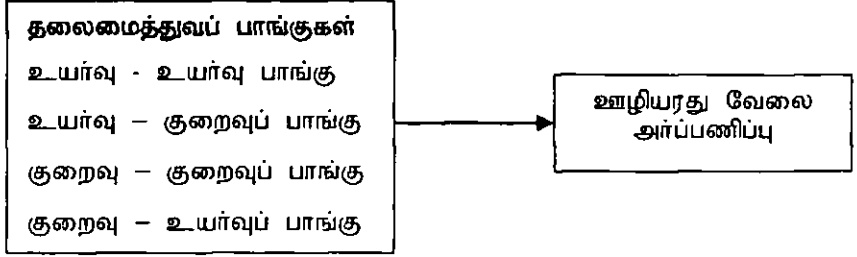 தலைமைத்துவப் பாங்குகள்
உயர்வு - உயர்வு பாங்கு
உயர்வு – குறைவுப் பாங்கு
குறைவு – குறைவுப் பாங்கு
குறைவு – உயர்வுப் பாங்கு
ஊழியரது வேலை
அர்ப்பணிப்பு